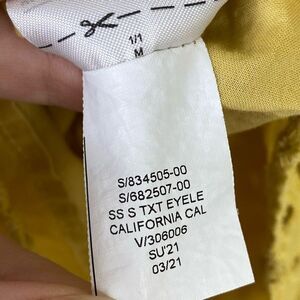 1/1
M
S/834505-00
S/682507-00
SS S TXT EYELE
CALIFORNIA CAL
V/306006
SU'21
03/21